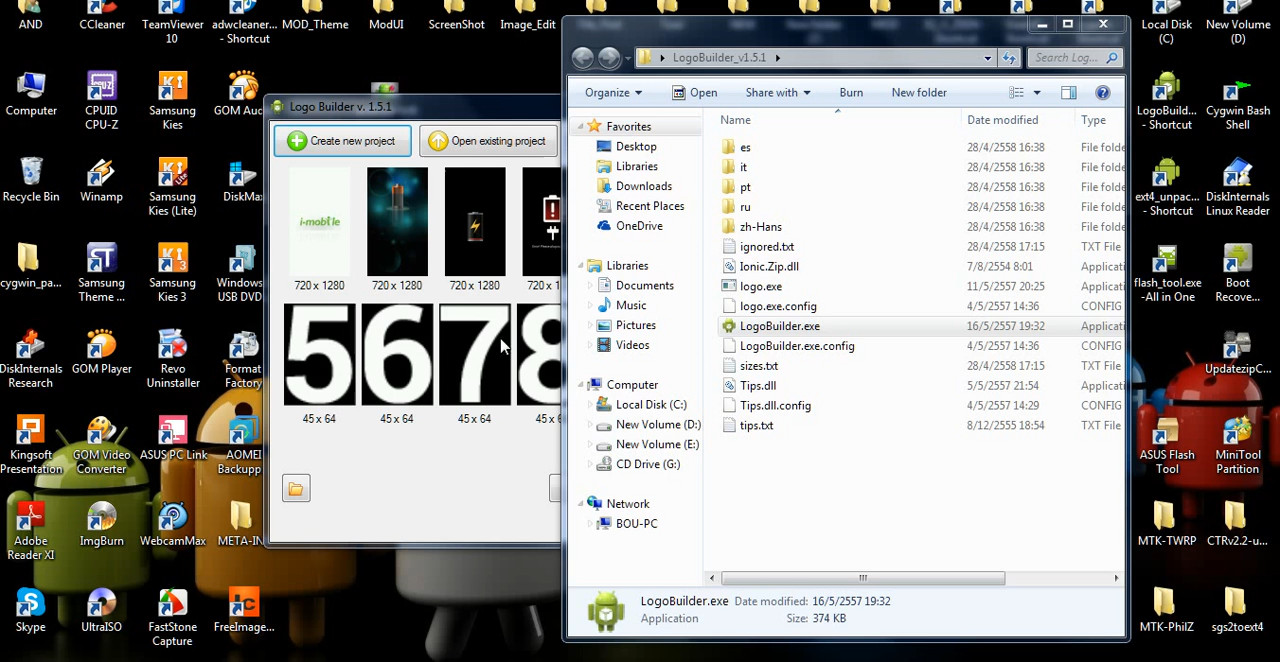 AND
CCleaner
TeamViewer
10
adwcleaner...
- Shortcut
MOD_Theme
ModUI
ScreenShot
Image_Edit
Local Disk
(C)
New Volume
(D)
Computer
CPUID
CPU-Z
Samsung
Kies
GOM Auc
Recycle Bin
Winamp
Samsung
Kies (Lite)
DiskMax
cygwin_pa...
Samsung
Theme ...
Samsung
Kies 3
Windows
USB DVD
DiskInternals
Research
GOM Player
Revo
Uninstaller
Format
Factory
Kingsoft
Presentation
GOM Video
Converter
ASUS PC Link
AOMEI
Backupp
Adobe
Reader XI
ImgBurn
WebcamMax
META-IN
Skype
UltraISO
FastStone
Capture
FreeImage...
Logo Builder v. 1.5.1
Create new project
Open existing project
i-mobile
720 x 1280
720 x 1280
720 x 1280
720 x 1
5
6
7
8
45 x 64
45 x 64
45 x 64
45 x 6
LogoBuilder_v1.5.1
Search Log...
Organize
Open
Share with
Burn
New folder
Favorites
Desktop
Libraries
Downloads
Recent Places
OneDrive
Libraries
Documents
Music
Pictures
Videos
Computer
Local Disk (C:)
New Volume (D:)
New Volume (E:)
CD Drive (G:)
Network
BOU-PC
Name Date modified Type
es 28/4/2558 16:38 File folde
it 28/4/2558 16:38 File folde
pt 28/4/2558 16:38 File folde
ru 28/4/2558 16:38 File folde
zh-Hans 28/4/2558 16:38 File folde
ignored.txt 28/4/2558 17:15 TXT File
Ionic.Zip.dll 7/8/2554 8:01 Applicati
logo.exe 11/5/2557 20:25 Applicati
logo.exe.config 4/5/2557 14:36 CONFIG
LogoBuilder.exe 16/5/2557 19:32 Applicati
LogoBuilder.exe.config 4/5/2557 14:36 CONFIG
sizes.txt 28/4/2558 17:15 TXT File
Tips.dll 5/5/2557 21:54 Applicati
Tips.dll.config 4/5/2557 14:29 CONFIG
tips.txt 8/12/2555 18:54 TXT File
LogoBuilder.exe Date modified: 16/5/2557 19:32
Application Size: 374 KB
LogoBuild...
- Shortcut
Cygwin Bash
Shell
ext4_unpac...
- Shortcut
DiskInternals
Linux Reader
flash_tool.exe
-All in One
Boot
Recove...
UpdatezipC...
ASUS Flash
Tool
MiniTool
Partition
MTK-TWRP
CTRv2.2-u...
MTK-PhilZ
sgs2toext4